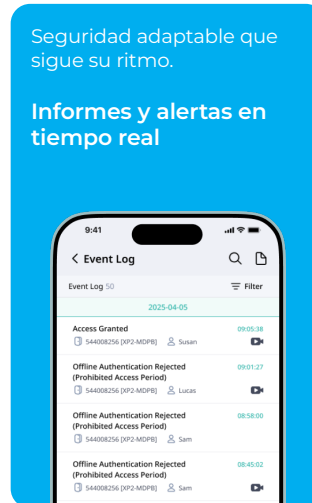 Seguridad adaptable que
sigue su ritmo.
Informes y alertas en
tiempo real
9:41
Event Log
Event Log 50
Filter
2025-04-05
Access Granted
09:05:38
544008256 [XP2-MDPB] Susan
Offline Authentication Rejected
09:01:27
(Prohibited Access Period)
544008256 [XP2-MDPB] Lucas
Offline Authentication Rejected
08:58:00
(Prohibited Access Period)
544008256 [XP2-MDPB] Sam
Offline Authentication Rejected
08:45:02
(Prohibited Access Period)
544008256 [XP2-MDPB] Sam